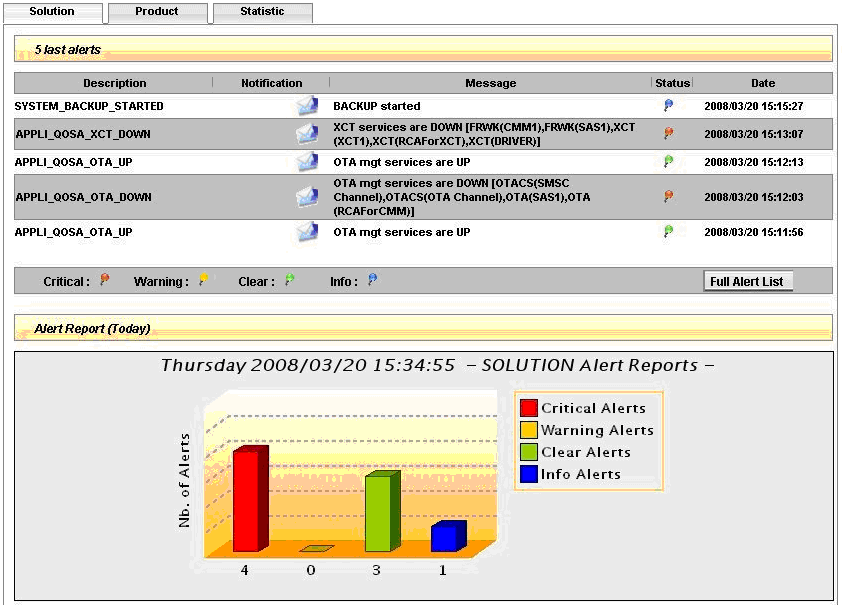 Solution Product Statistic
5 last alerts
Description Notification Message Status Date
SYSTEM_BACKUP_STARTED BACKUP started 2008/03/20 15:15:27
APPLI_QOSA_XCT_DOWN XCT services are DOWN [FRWK(CMM1),FRWK(SAS1),XCT
(XCT1),XCT(RCAForXCT),XCT(DRIVER)] 2008/03/20 15:13:07
APPLI_QOSA_OTA_UP OTA mgt services are UP 2008/03/20 15:12:13
APPLI_QOSA_OTA_DOWN OTA mgt services are DOWN [OTACS(SMSC
Channel),OTACS(OTA Channel),OTA(SAS1),OTA 2008/03/20 15:12:03
(RCAForCMM)]
APPLI_QOSA_OTA_UP OTA mgt services are UP 2008/03/20 15:11:56
Critical : Warning : Clear : Info : Full Alert List
Alert Report (Today)
Thursday 2008/03/20 15:34:55 – SOLUTION Alert Reports –
Nb. of Alerts
Critical Alerts
Warning Alerts
Clear Alerts
Info Alerts
4 0 3 1